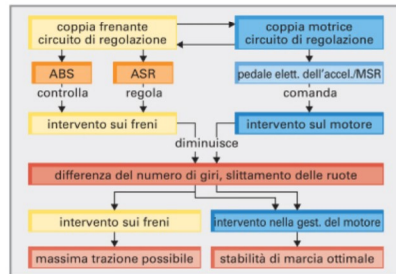 coppia frenante
circuito di regolazione
coppia motrice
circuito di regolazione
ABS
ASR
pedale elett. dell'accel./MSR
controlla
regola
comanda
intervento sui freni
intervento sul motore
diminuisce
differenza del numero di giri, slittamento delle ruote
intervento sui freni
intervento nella gest. del motore
massima trazione possibile
stabilità di marcia ottimale